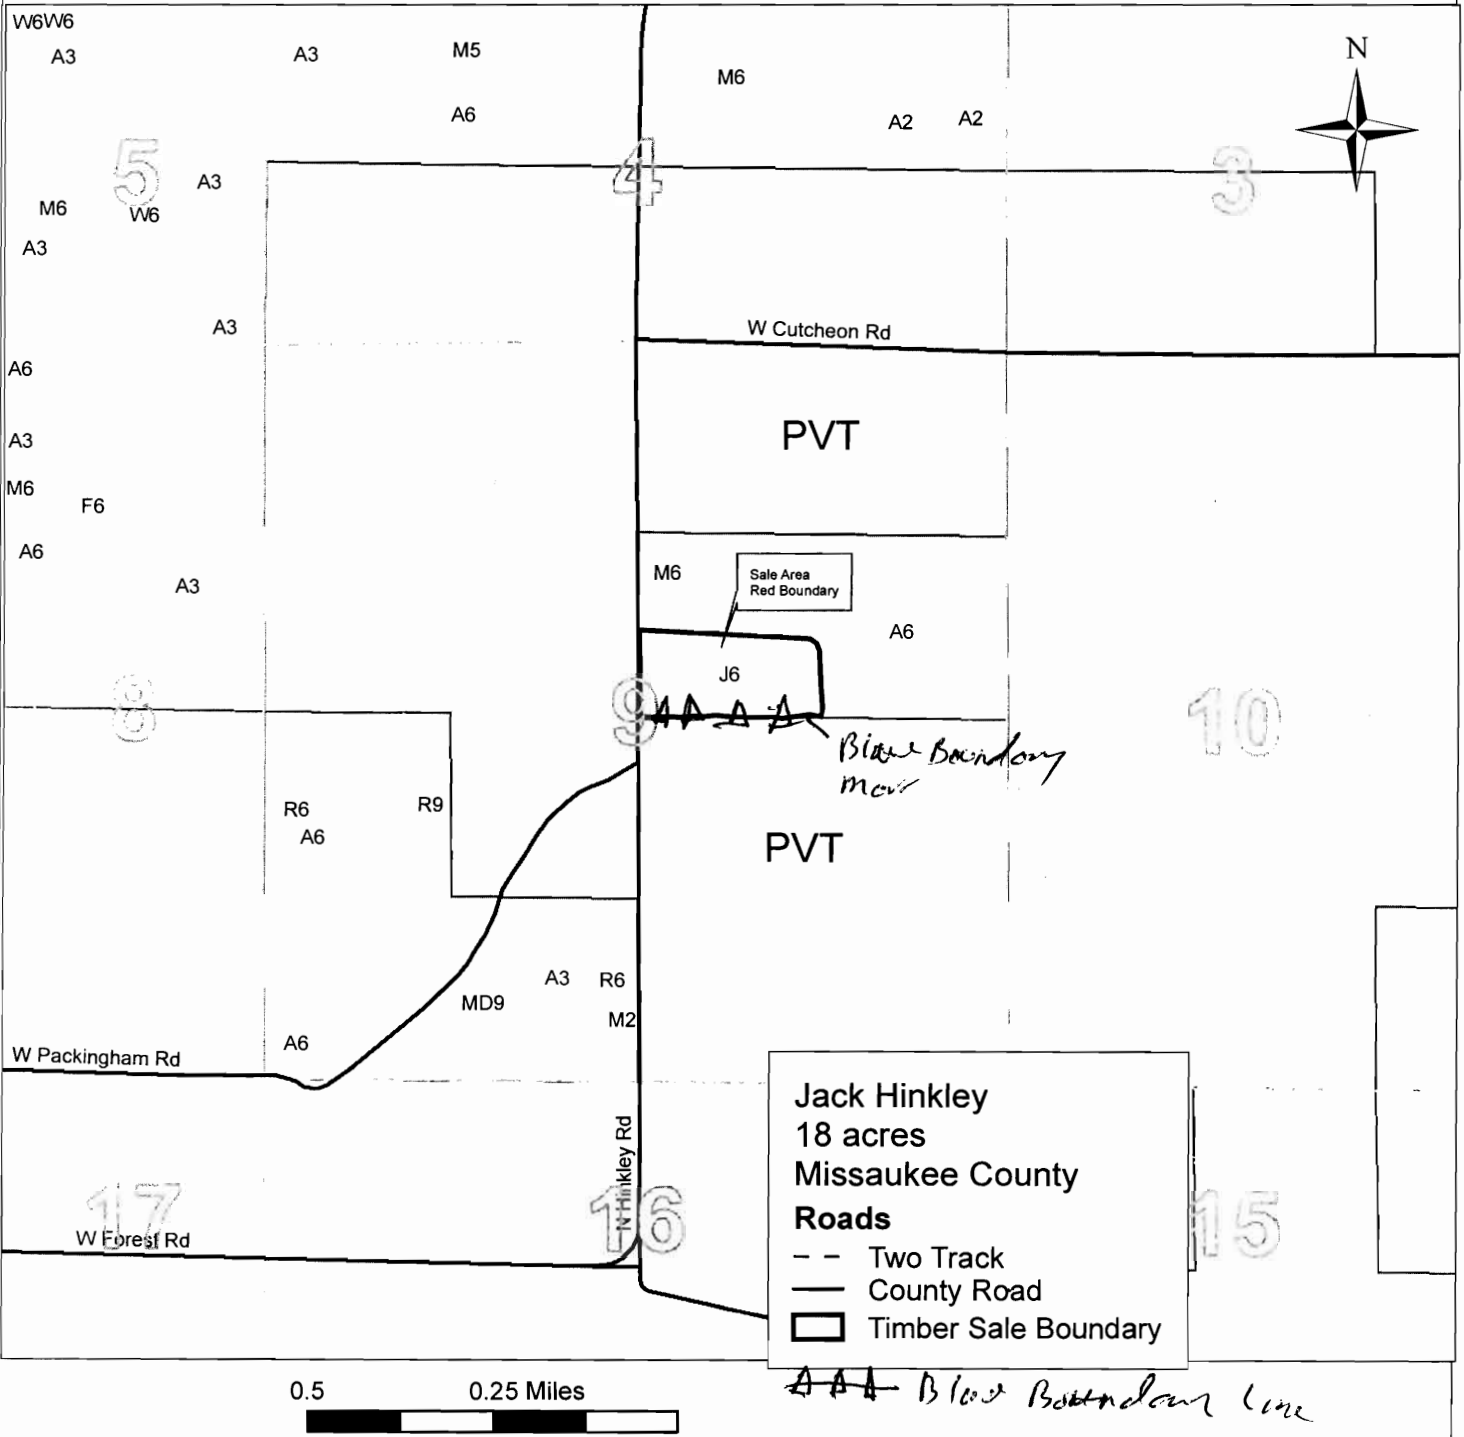 W6W6
A3
A3
M5
M6
N
A6
A2
A2
5
4
3
A3
M6
W6
A3
A3
W Cutcheon Rd
A6
A3
PVT
M6
F6
A6
A3
M6
Sale Area
Red Boundary
A6
J6
8
9
10
Blue Boundary
R6
R9
A6
PVT
A3
R6
MD9
M2
A6
W Packingham Rd
Jack Hinkley
18 acres
Missaukee County
Roads
Two Track
County Road
Timber Sale Boundary
N Hinkley Rd
17
16
15
W Forest Rd
0.5
0.25 Miles
Blue Boundary Line